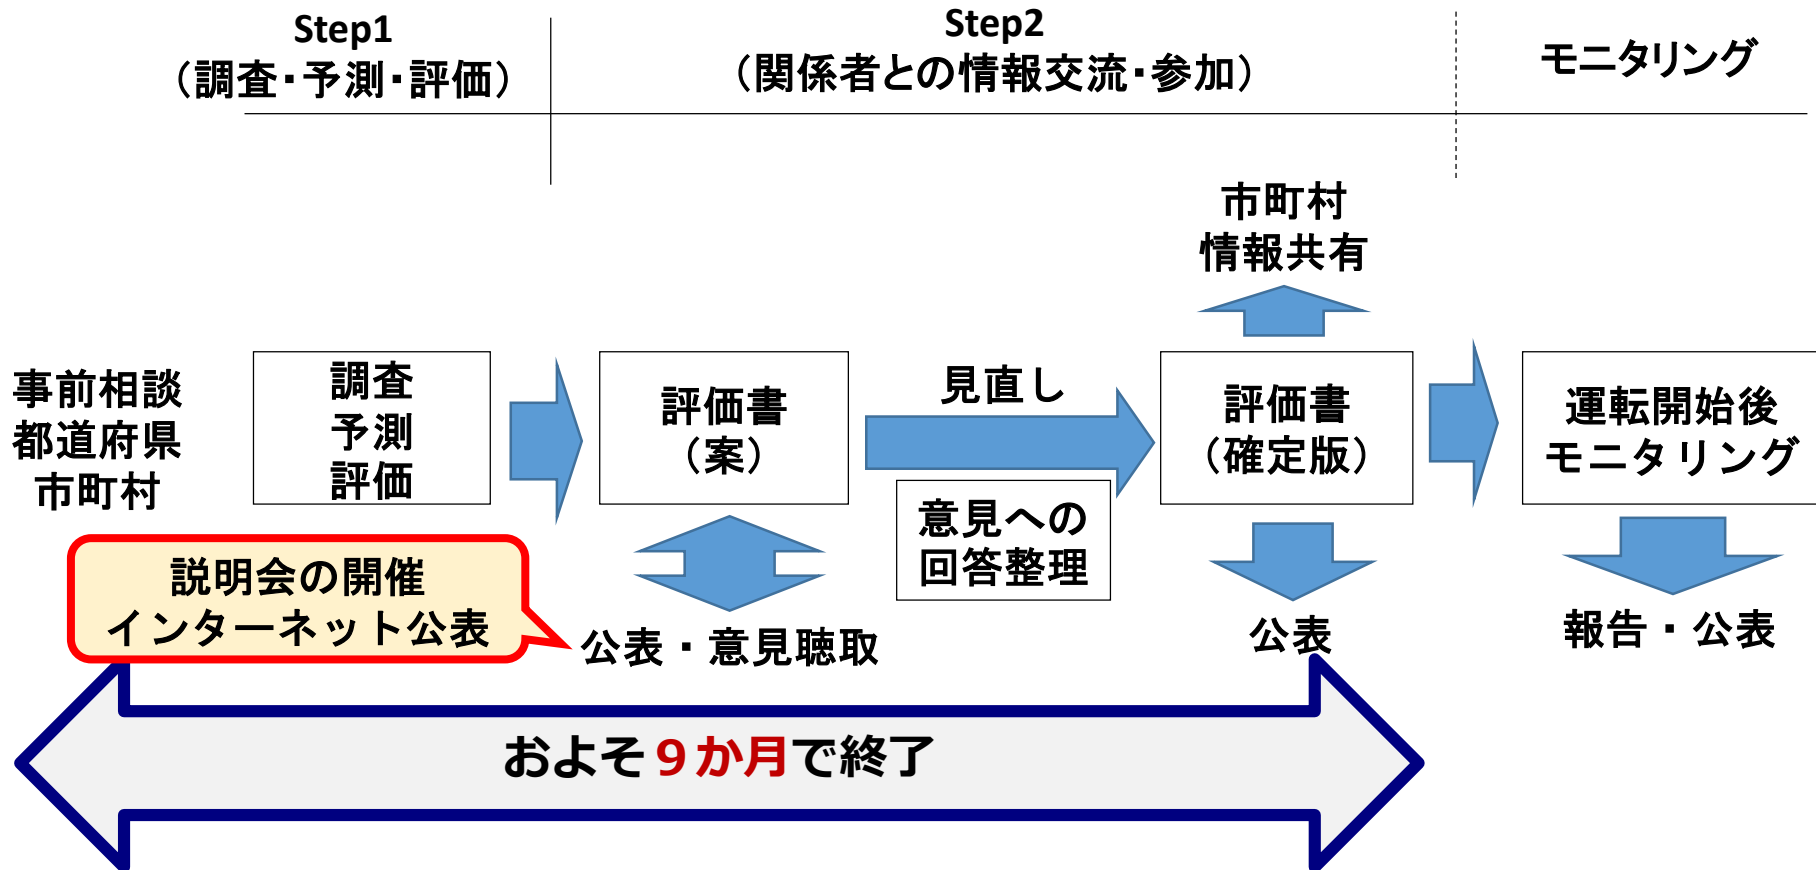 Step1
（調査・予測・評価）
Step2
（関係者との情報交流・参加）
モニタリング
市町村
情報共有
事前相談
都道府県
市町村
調査
予測
評価
評価書
（案）
見直し
意見への
回答整理
評価書
（確定版）
運転開始後
モニタリング
説明会の開催
インターネット公表
公表・意見聴取
公表
報告・公表
およそ９か月で終了